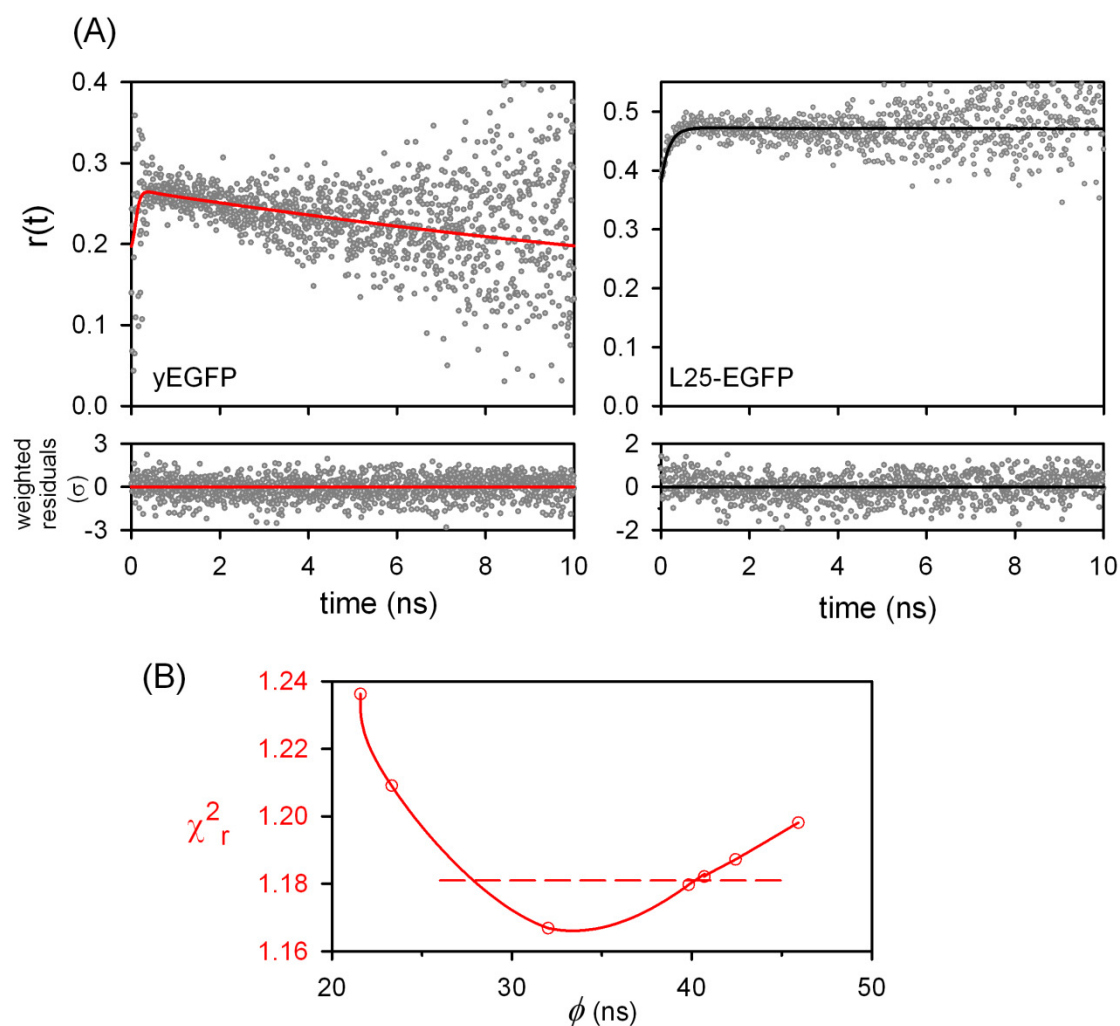 (A)
r(t)
0.4
0.3
0.2
0.1
0.0
yEGFP
0.5
0.4
0.3
0.2
0.1
0.0
L25-EGFP
weighted
residuals
(σ)
3
0
-3
2
0
-2
0 2 4 6 8 10
time (ns)
0 2 4 6 8 10
time (ns)
(B)
χ²r
1.24
1.22
1.20
1.18
1.16
20 30 40 50
ϕ (ns)